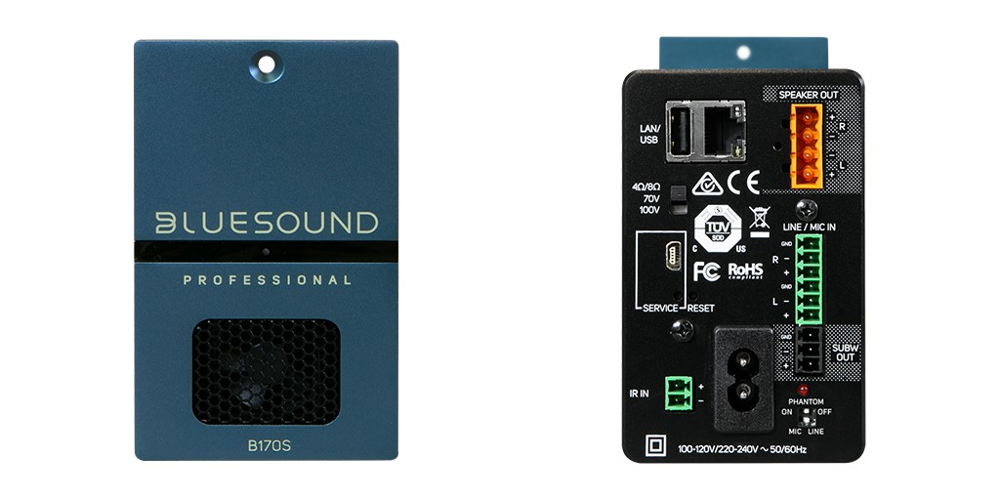 BLUESOUND
PROFESSIONAL
B170S
SPEAKER OUT
+
R
−
−
L
+
LAN/
USB
4Ω/8Ω
70V
100V
CE
TÜV
SÜD
C US
FC
RoHS
compliant
LINE / MIC IN
GND
R −
+
GND
L −
+
SERVICE
RESET
GND
−
+
SUBW
OUT
IR IN
+
−
PHANTOM
ON OFF
MIC LINE
100-120V/220-240V ~ 50/60Hz